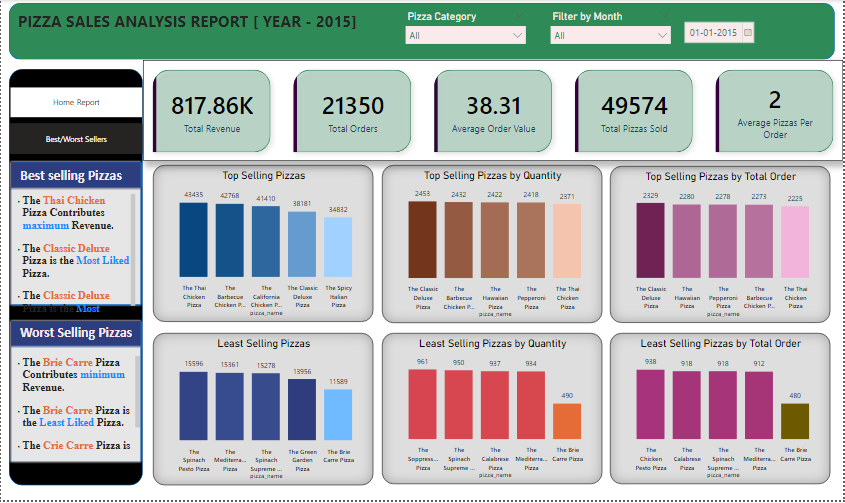 PIZZA SALES ANALYSIS REPORT [ YEAR - 2015]
Pizza Category
All
Filter by Month
All
01-01-2015
Home Report
Best/Worst Sellers
817.86K
Total Revenue
21350
Total Orders
38.31
Average Order Value
49574
Total Pizzas Sold
2
Average Pizzas Per
Order
Best selling Pizzas
- The Thai Chicken
Pizza Contributes
maximum Revenue.
- The Classic Deluxe
Pizza is the Most Liked
Pizza.
- The Classic Deluxe
Pizza is the Most
Worst Selling Pizzas
- The Brie Carre Pizza
Contributes minimum
Revenue.
- The Brie Carre Pizza is
the Least Liked Pizza.
- The Crie Carre Pizza is
Top Selling Pizzas
43435 42768 41410 38181 34832
The Thai Chicken Pizza
The Barbecue Chicken P...
The California Chicken P...
The Classic Deluxe Pizza
The Spicy Italian Pizza
pizza_name
Top Selling Pizzas by Quantity
2453 2432 2422 2418 2371
The Classic Deluxe Pizza
The Barbecue Chicken P...
The Hawaiian Pizza
The Pepperoni Pizza
The Thai Chicken Pizza
pizza_name
Top Selling Pizzas by Total Order
2329 2280 2278 2273 2225
The Classic Deluxe Pizza
The Hawaiian Pizza
The Pepperoni Pizza
The Barbecue Chicken P...
The Thai Chicken Pizza
pizza_name
Least Selling Pizzas
15596 15361 15278 13956 11589
The Spinach Pesto Pizza
The Mediterra... Pizza
The Spinach Supreme ...
The Green Garden Pizza
The Brie Carre Pizza
pizza_name
Least Selling Pizzas by Quantity
961 950 937 934 490
The Soppress... Pizza
The Spinach Supreme ...
The Calabrese Pizza
The Mediterra... Pizza
The Brie Carre Pizza
pizza_name
Least Selling Pizzas by Total Order
938 918 918 912 480
The Chicken Pesto Pizza
The Calabrese Pizza
The Spinach Supreme ...
The Mediterra... Pizza
The Brie Carre Pizza
pizza_name